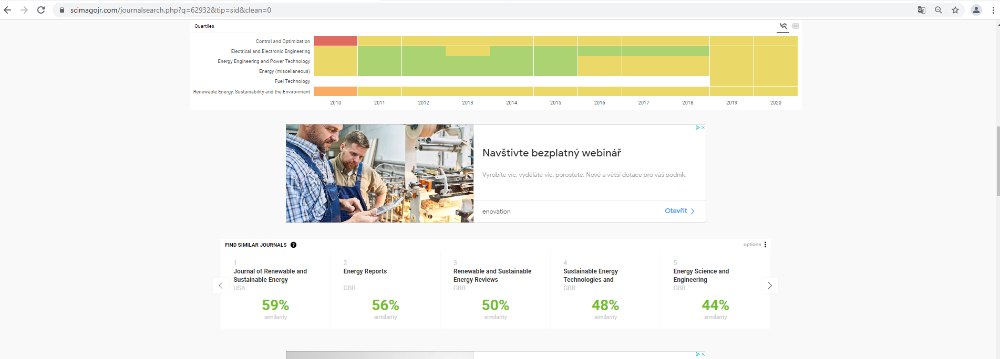 scimagojr.com/journalsearch.php?q=62932&tip=sid&clean=0
Quartiles
Control and Optimization
Electrical and Electronic Engineering
Energy Engineering and Power Technology
Energy (miscellaneous)
Fuel Technology
Renewable Energy, Sustainability and the Environment
2010 2011 2012 2013 2014 2015 2016 2017 2018 2019 2020
Navštivte bezplatný webinář
Vyrobíte víc, vyděláte víc, porostete. Nové a větší dotace pro váš podnik.
enovation
Otevřít
FIND SIMILAR JOURNALS ?
options
1
Journal of Renewable and
Sustainable Energy
USA
59%
similarity
2
Energy Reports
GBR
56%
similarity
3
Renewable and Sustainable
Energy Reviews
GBR
50%
similarity
4
Sustainable Energy
Technologies and
GBR
48%
similarity
5
Energy Science and
Engineering
GBR
44%
similarity